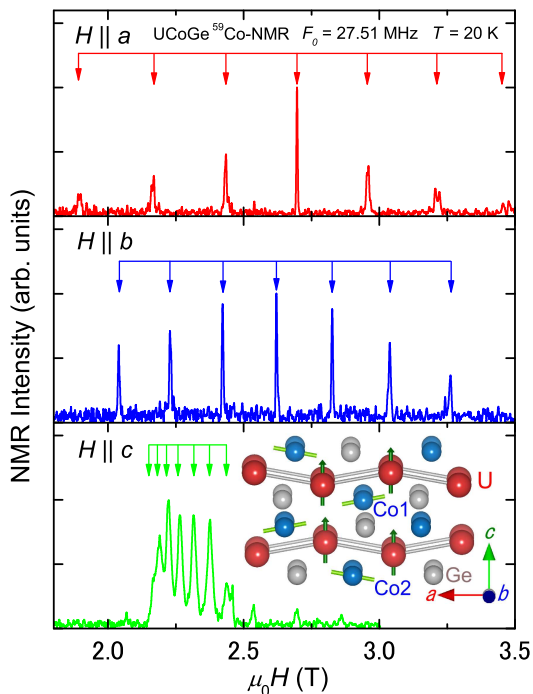 H || a UCoGe ⁵⁹Co-NMR F₀ = 27.51 MHz T = 20 K
H || b
H || c
NMR Intensity (arb. units)
U
Co1
Co2
Ge
c
a
b
2.0 2.5 3.0 3.5
μ₀H (T)